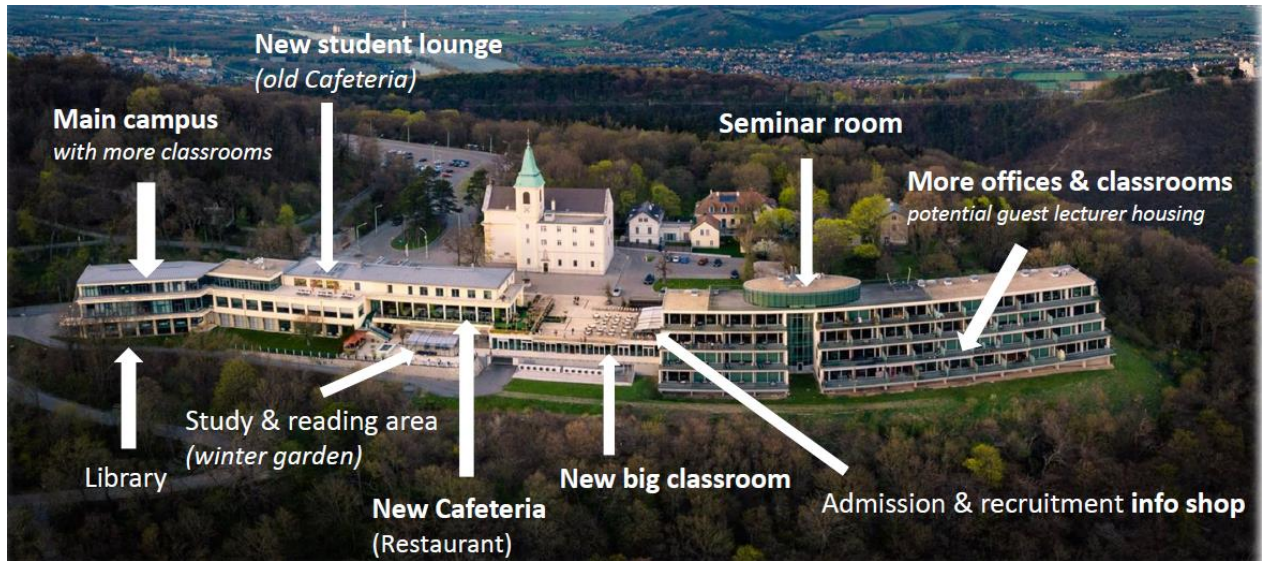 New student lounge
(old Cafeteria)
Main campus
with more classrooms
Seminar room
More offices & classrooms
potential guest lecturer housing
Study & reading area
(winter garden)
Library
New Cafeteria
(Restaurant)
New big classroom
Admission & recruitment info shop